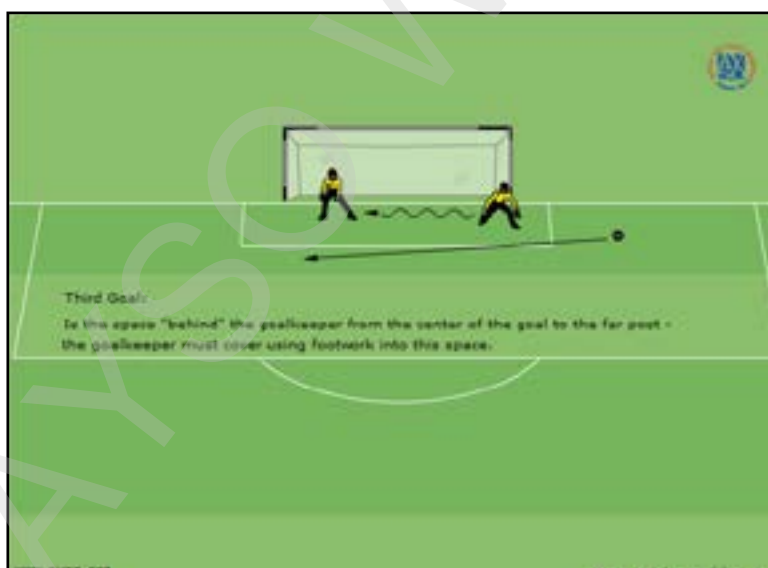 Third Goal:
Is the space "behind" the goalkeeper from the center of the goal to the far post -
the goalkeeper must cover using footwork into this space.
AYSO